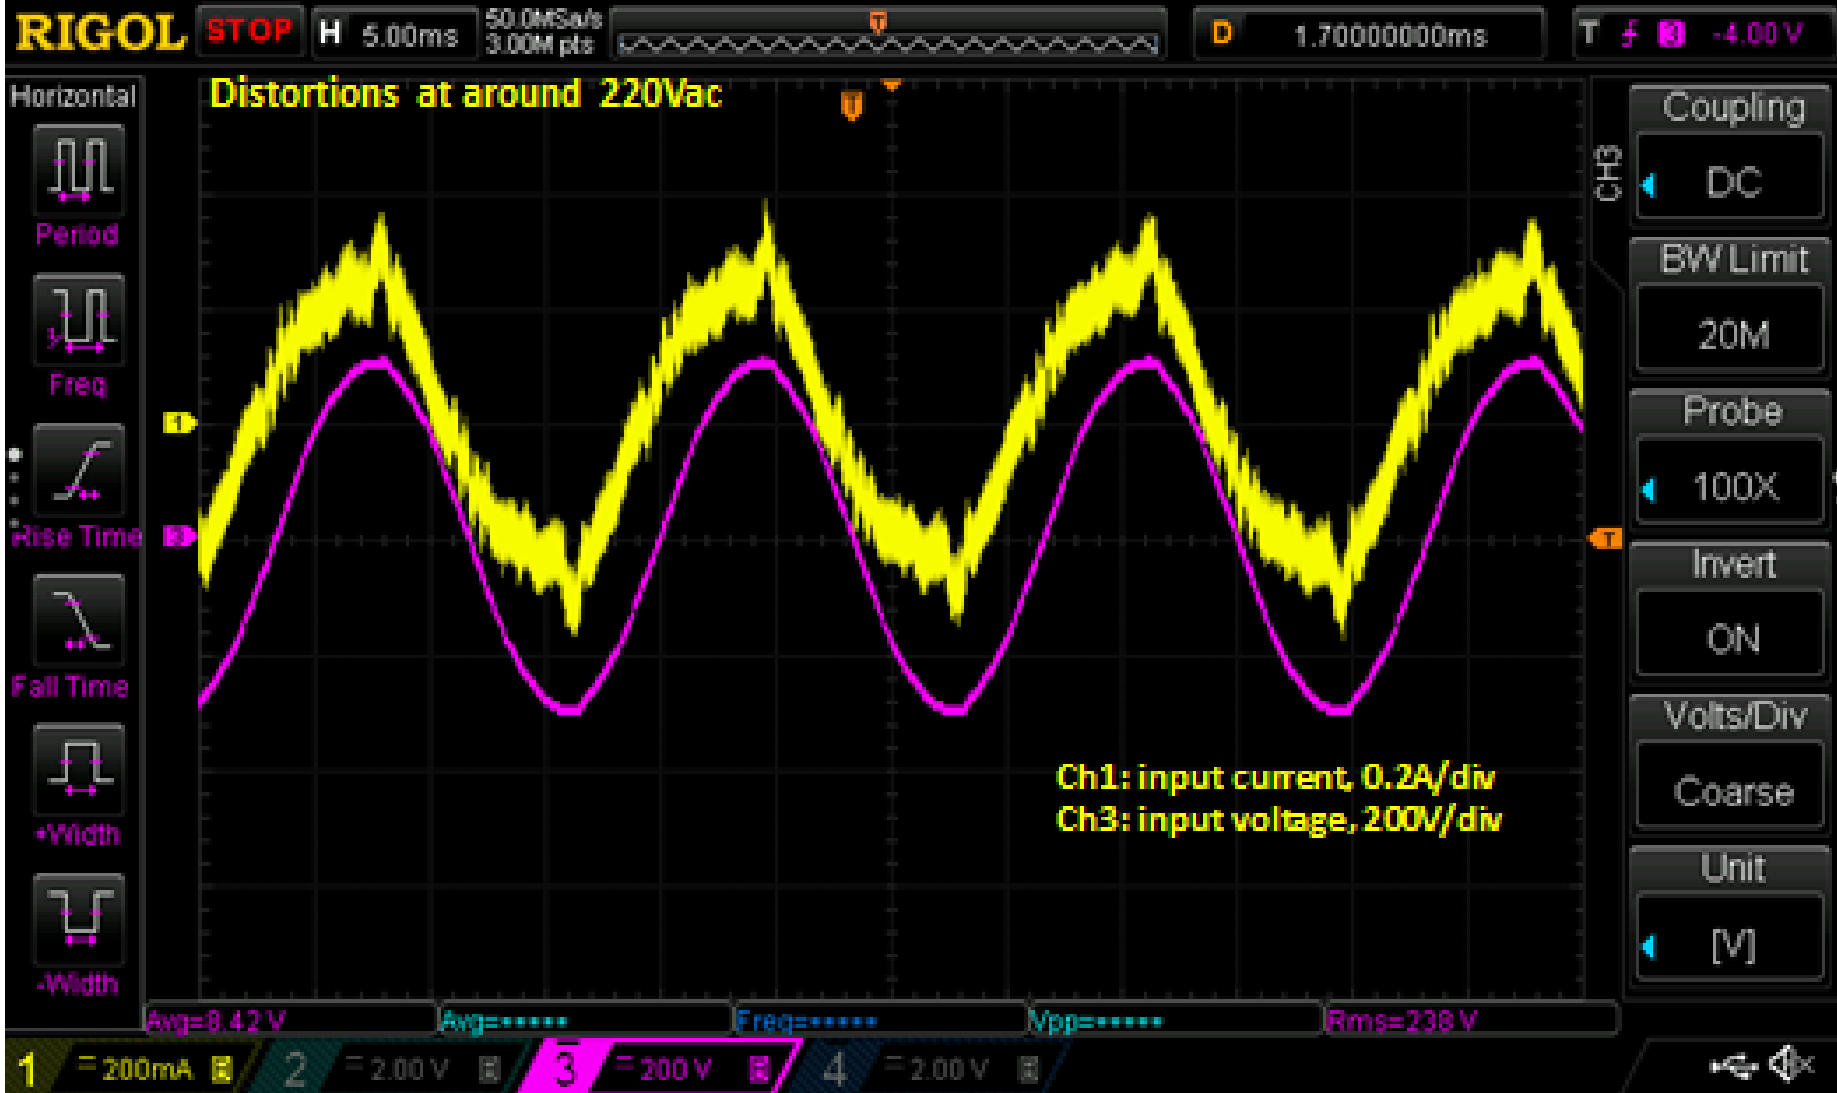 RIGOL STOP H 5.00ms 50.0MSa/s D 1.70000000ms T 3 -4.00 V
3.00M pts
Horizontal
Distortions at around 220Vac
Period
Freq
Rise Time
Fall Time
+Width
-Width
T
T
1
3
T
CH3
Coupling
DC
BW Limit
20M
Probe
100X
Invert
ON
Volts/Div
Coarse
Unit
[V]
Ch1: input current, 0.2A/div
Ch3: input voltage, 200V/div
Avg=8.42 V Avg=***** Freq=***** Vpp=***** Rms=238 V
1 = 200mA 2 = 2.00 V 3 = 200 V 4 = 2.00 V